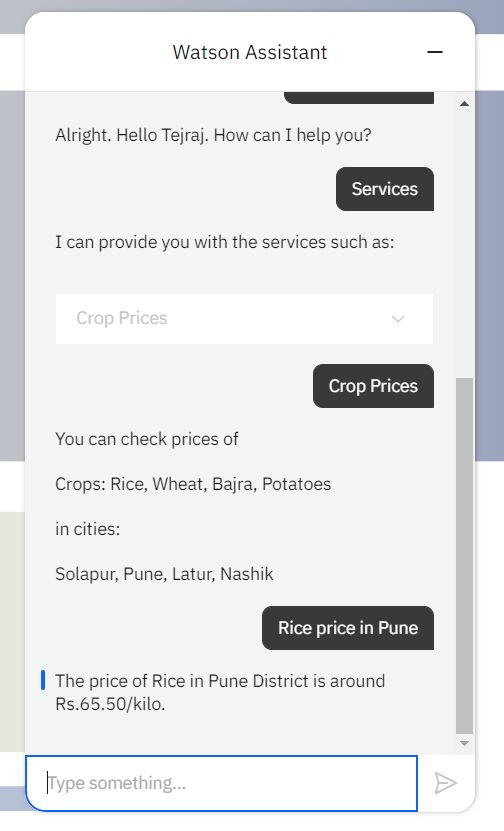 Watson Assistant
Alright. Hello Tejraj. How can I help you?
Services
I can provide you with the services such as:
Crop Prices
Crop Prices
You can check prices of
Crops: Rice, Wheat, Bajra, Potatoes
in cities:
Solapur, Pune, Latur, Nashik
Rice price in Pune
The price of Rice in Pune District is around
Rs.65.50/kilo.
Type something...